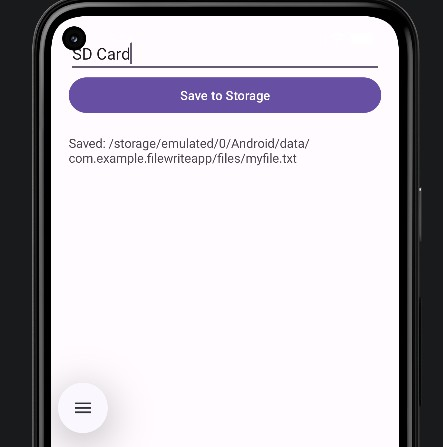 SD Card
Save to Storage
Saved: /storage/emulated/0/Android/data/
com.example.filewriteapp/files/myfile.txt